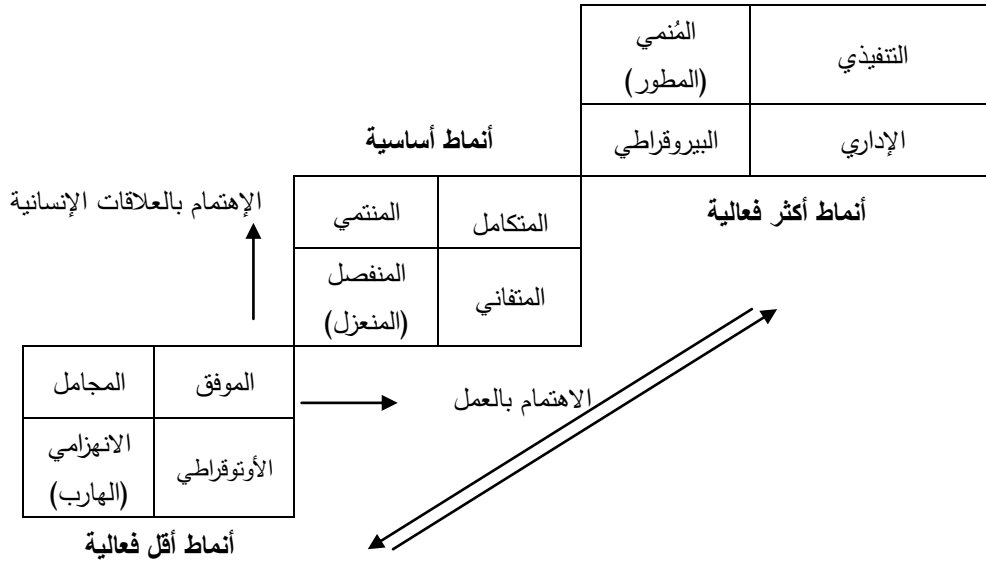 المُنمي
(المطور)
التنفيذي
البيروقراطي
الإداري
أنماط أكثر فعالية
أنماط أساسية
المنتمي
المتكامل
المنفصل
(المنعزل)
المتفاني
الإهتمام بالعلاقات الإنسانية
الاهتمام بالعمل
المجامل
الموفق
الانهزامي
(الهارب)
الأوتوقراطي
أنماط أقل فعالية